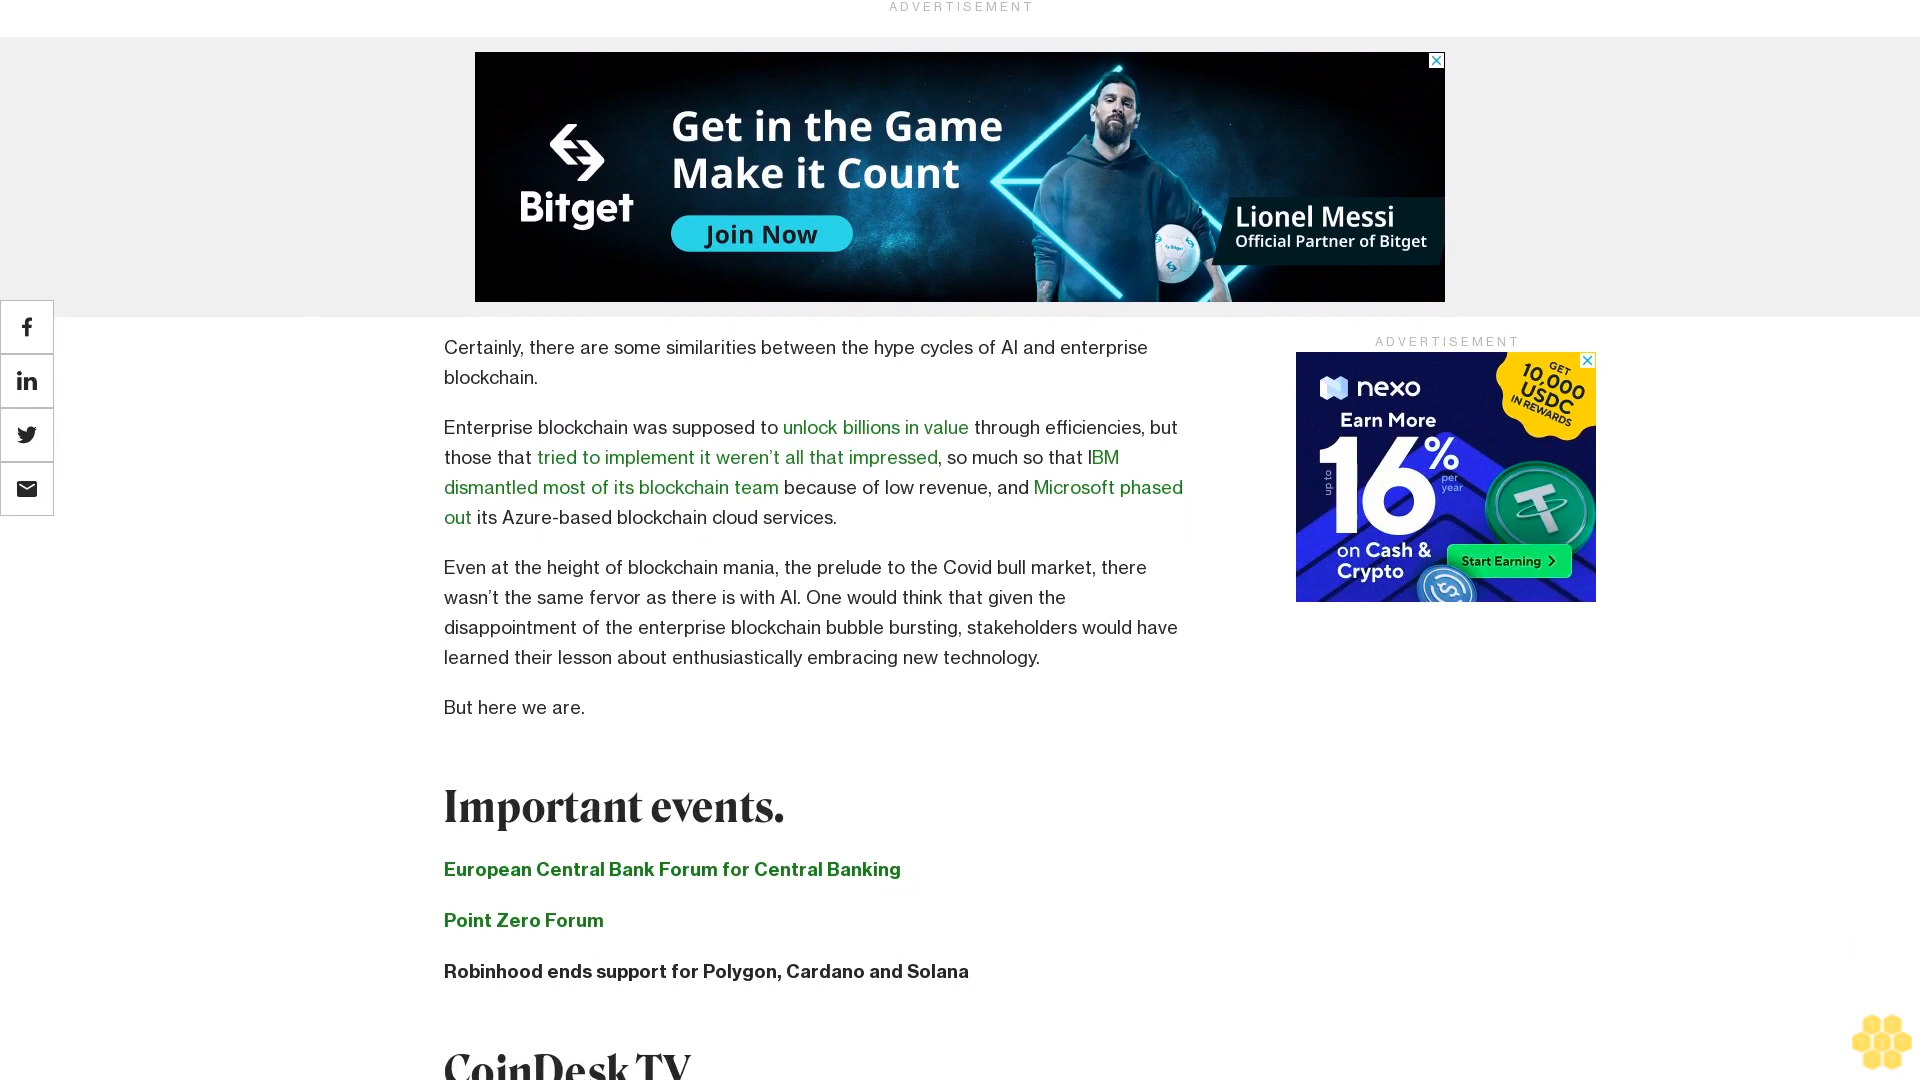 ADVERTISEMENT
Get in the Game
Make it Count
Bitget
Join Now
Lionel Messi
Official Partner of Bitget
Certainly, there are some similarities between the hype cycles of AI and enterprise
blockchain.
Enterprise blockchain was supposed to unlock billions in value through efficiencies, but
those that tried to implement it weren’t all that impressed, so much so that IBM
dismantled most of its blockchain team because of low revenue, and Microsoft phased
out its Azure-based blockchain cloud services.
Even at the height of blockchain mania, the prelude to the Covid bull market, there
wasn’t the same fervor as there is with AI. One would think that given the
disappointment of the enterprise blockchain bubble bursting, stakeholders would have
learned their lesson about enthusiastically embracing new technology.
But here we are.
Important events.
European Central Bank Forum for Central Banking
Point Zero Forum
Robinhood ends support for Polygon, Cardano and Solana
CoinDesk TV
ADVERTISEMENT
nexo
GET
10,000
USDC
IN REWARDS
Earn More
up to
16%
per
year
on Cash &
Crypto
Start Earning